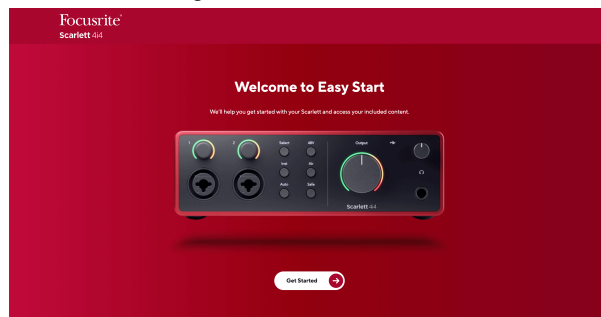 Focusrite®
Scarlett 4i4
Welcome to Easy Start
We'll help you get started with your Scarlett and access your included content.
1
2
Select
48V
Output
Inst
Air
Auto
Safe
Scarlett 4i4
Get Started